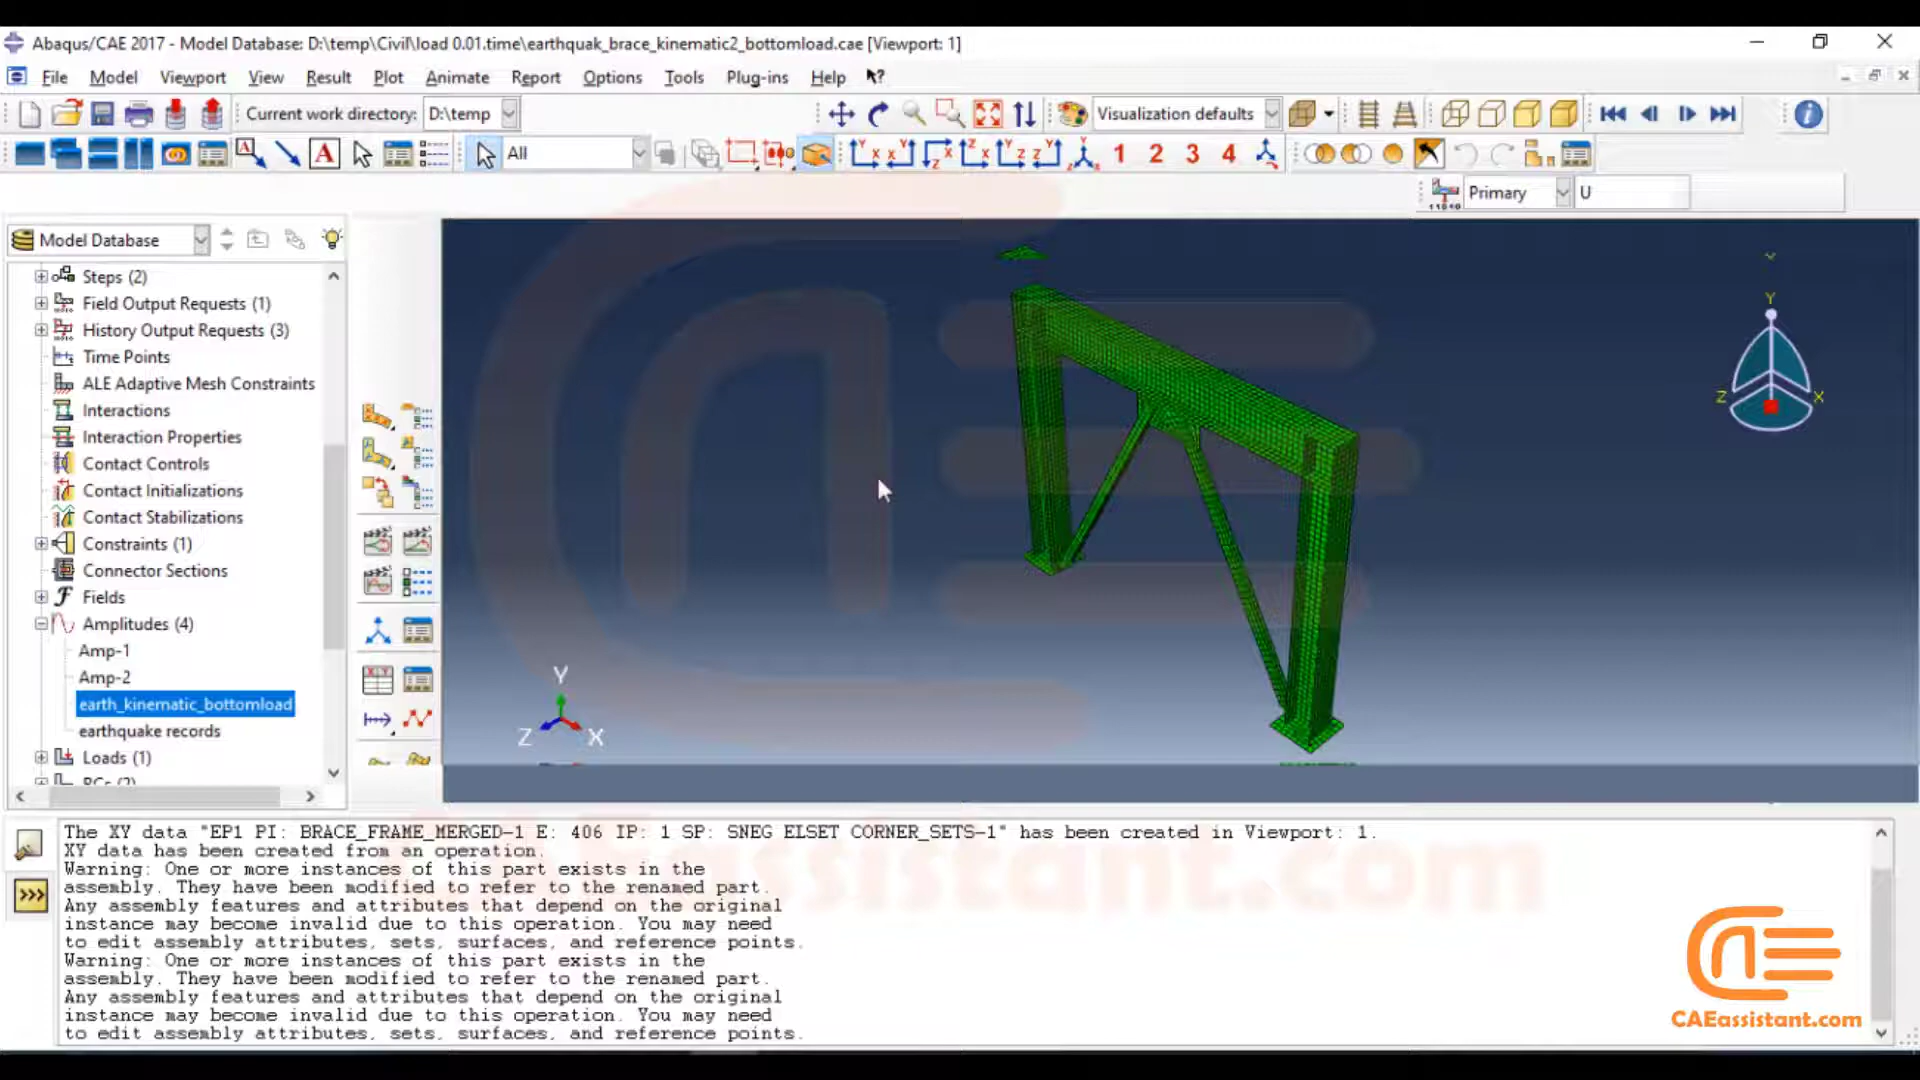 Abaqus/CAE 2017 - Model Database: D:\temp\Civil\load 0.01.time\earthquak_brace_kinematic2_bottomload.cae [Viewport: 1]
File Model Viewport View Result Plot Animate Report Options Tools Plug-ins Help
Current work directory: D:\temp
Visualization defaults
All
1 2 3 4
Primary U
Model Database
Steps (2)
Field Output Requests (1)
History Output Requests (3)
Time Points
ALE Adaptive Mesh Constraints
Interactions
Interaction Properties
Contact Controls
Contact Initializations
Contact Stabilizations
Constraints (1)
Connector Sections
Fields
Amplitudes (4)
Amp-1
Amp-2
earth_kinematic_bottomload
earthquake records
Loads (1)
BCs (2)
Y
Z X
Y
Z X
The XY data "EP1 PI: BRACE_FRAME_MERGED-1 E: 406 IP: 1 SP: SNEG ELSET CORNER_SETS-1" has been created in Viewport: 1.
XY data has been created from an operation.
Warning: One or more instances of this part exists in the
assembly. They have been modified to refer to the renamed part.
Any assembly features and attributes that depend on the original
instance may become invalid due to this operation. You may need
to edit assembly attributes, sets, surfaces, and reference points.
Warning: One or more instances of this part exists in the
assembly. They have been modified to refer to the renamed part.
Any assembly features and attributes that depend on the original
instance may become invalid due to this operation. You may need
to edit assembly attributes, sets, surfaces, and reference points.
CAEassistant.com